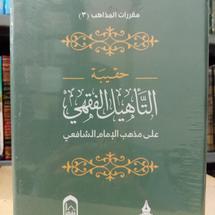 مقررات المذاهب (٣)
حقيبة
التأهيل الفقهي
على مذهب الإمام الشافعي